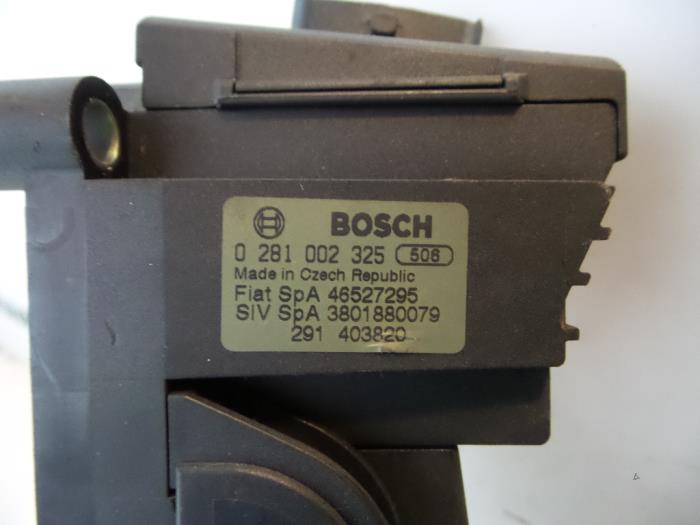 BOSCH
0 281 002 325 506
Made in Czech Republic
Fiat SpA 46527295
SIV SpA 3801880079
291 403820